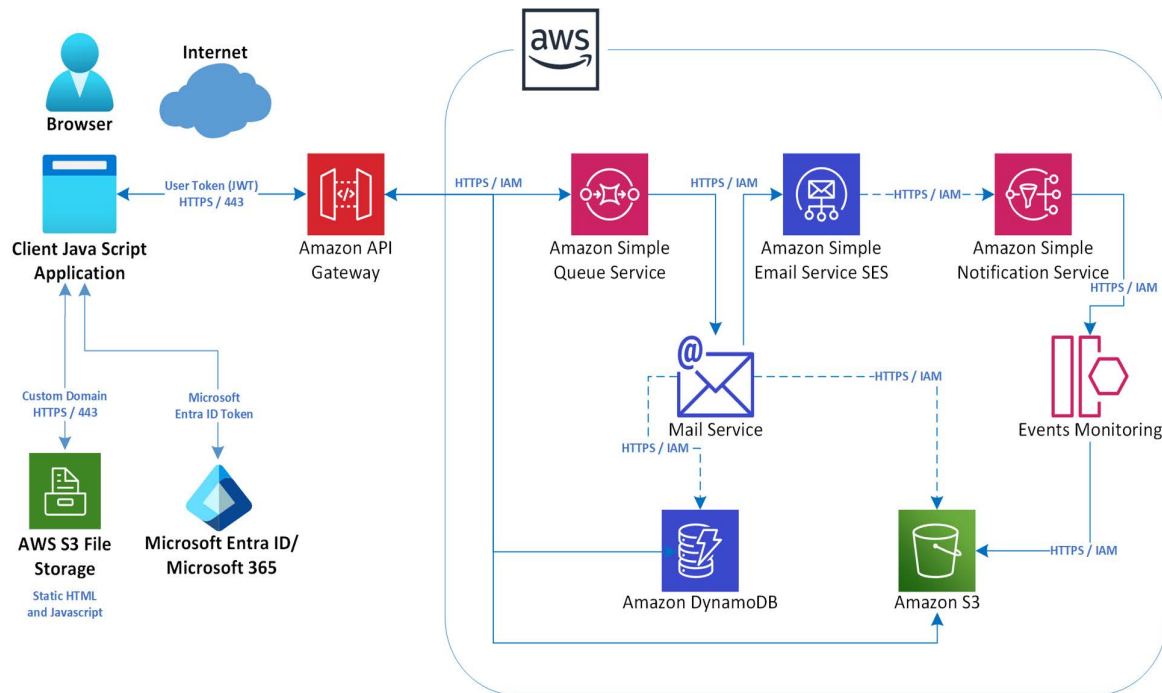 aws
Internet
Browser
User Token (JWT)
HTTPS / 443
HTTPS / IAM
HTTPS / IAM
HTTPS / IAM
Client Java Script
Application
Amazon API
Gateway
Amazon Simple
Queue Service
Amazon Simple
Email Service SES
Amazon Simple
Notification Service
HTTPS / IAM
@
HTTPS / IAM
Custom Domain
HTTPS / 443
Microsoft
Entra ID Token
Mail Service
Events Monitoring
HTTPS / IAM
AWS S3 File
Storage
Microsoft Entra ID/
Microsoft 365
HTTPS / IAM
Static HTML
and Javascript
Amazon DynamoDB
Amazon S3